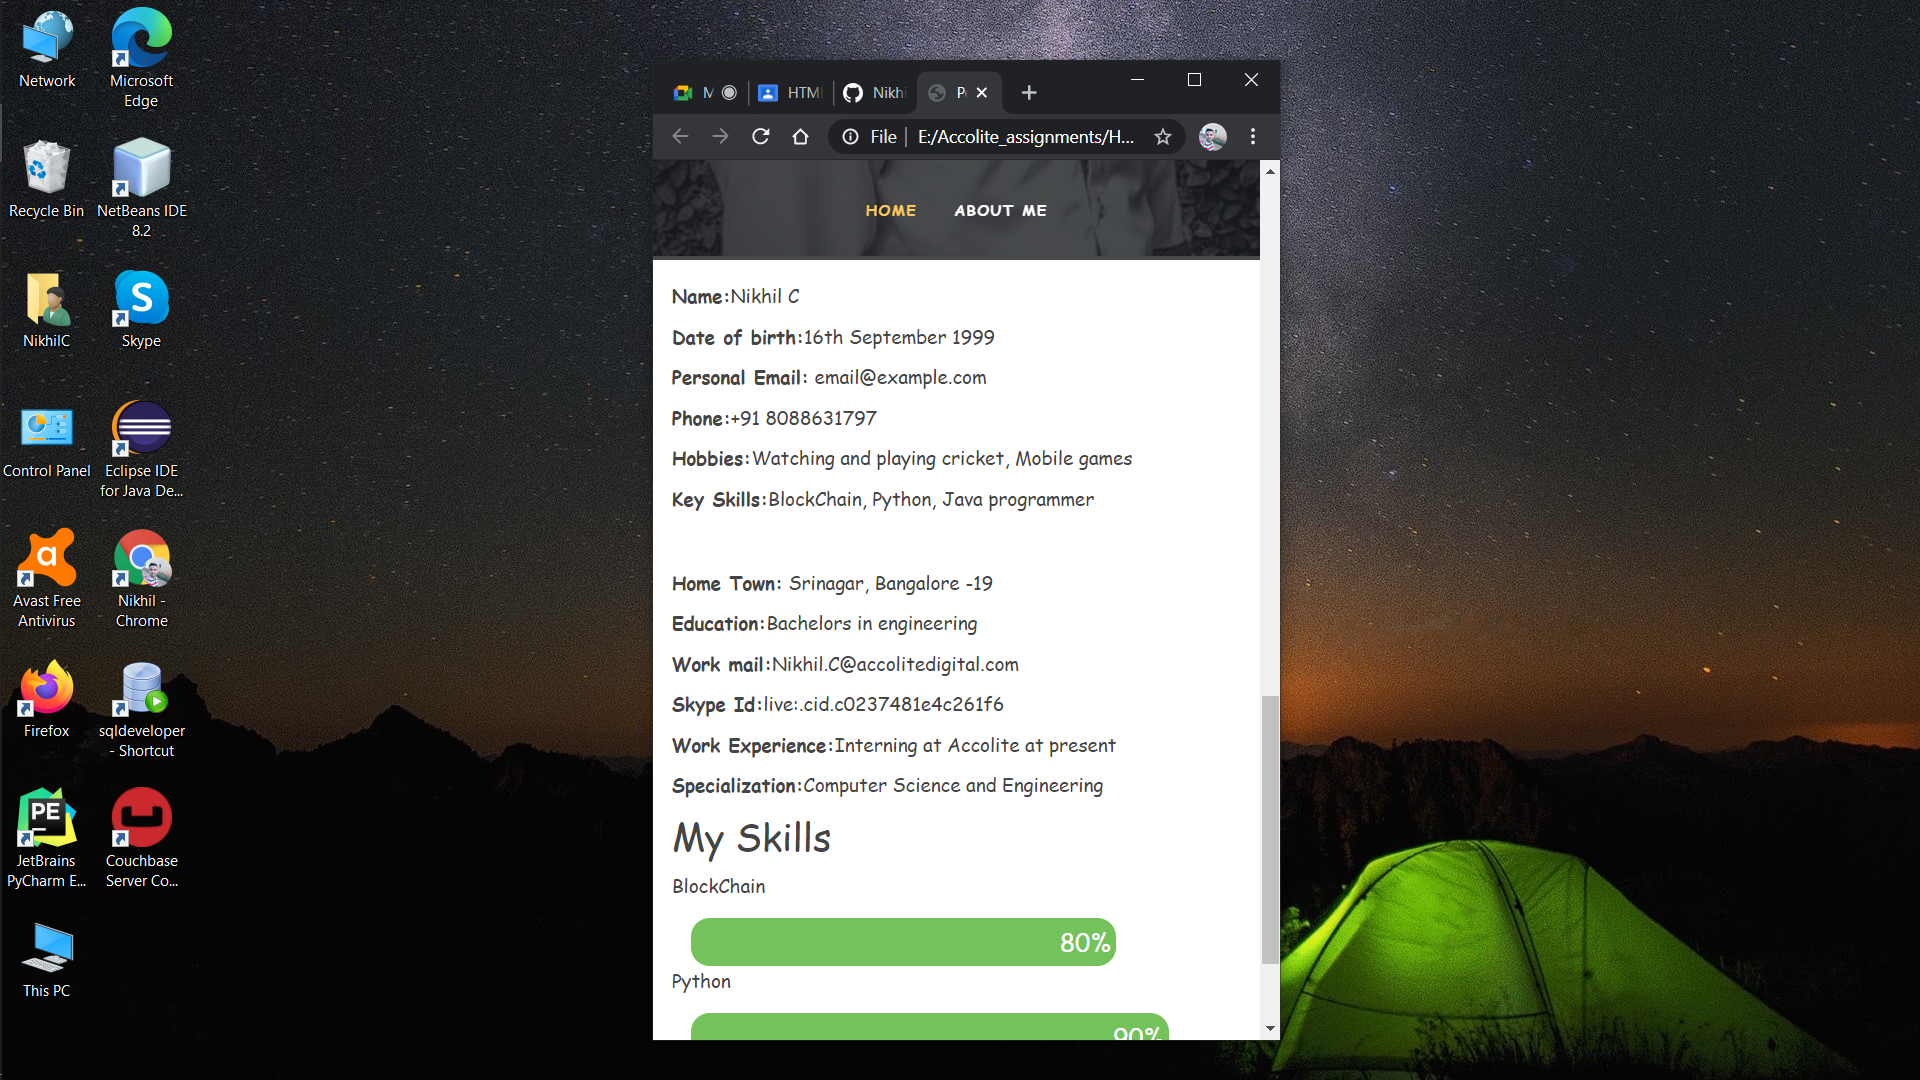 Network
Microsoft
Edge
Recycle Bin
NetBeans IDE
8.2
NikhilC
Skype
Control Panel
Eclipse IDE
for Java De...
Avast Free
Antivirus
Nikhil -
Chrome
Firefox
sqldeveloper
- Shortcut
JetBrains
PyCharm E...
Couchbase
Server Co...
This PC
PE
S
M
HTM
Nikhi
P
File
E:/Accolite_assignments/H...
HOME ABOUT ME
Name:Nikhil C
Date of birth:16th September 1999
Personal Email: email@example.com
Phone:+91 8088631797
Hobbies:Watching and playing cricket, Mobile games
Key Skills:BlockChain, Python, Java programmer
Home Town: Srinagar, Bangalore -19
Education:Bachelors in engineering
Work mail:Nikhil.C@accolitedigital.com
Skype Id:live:.cid.c0237481e4c261f6
Work Experience:Interning at Accolite at present
Specialization:Computer Science and Engineering
My Skills
BlockChain
80%
Python
90%